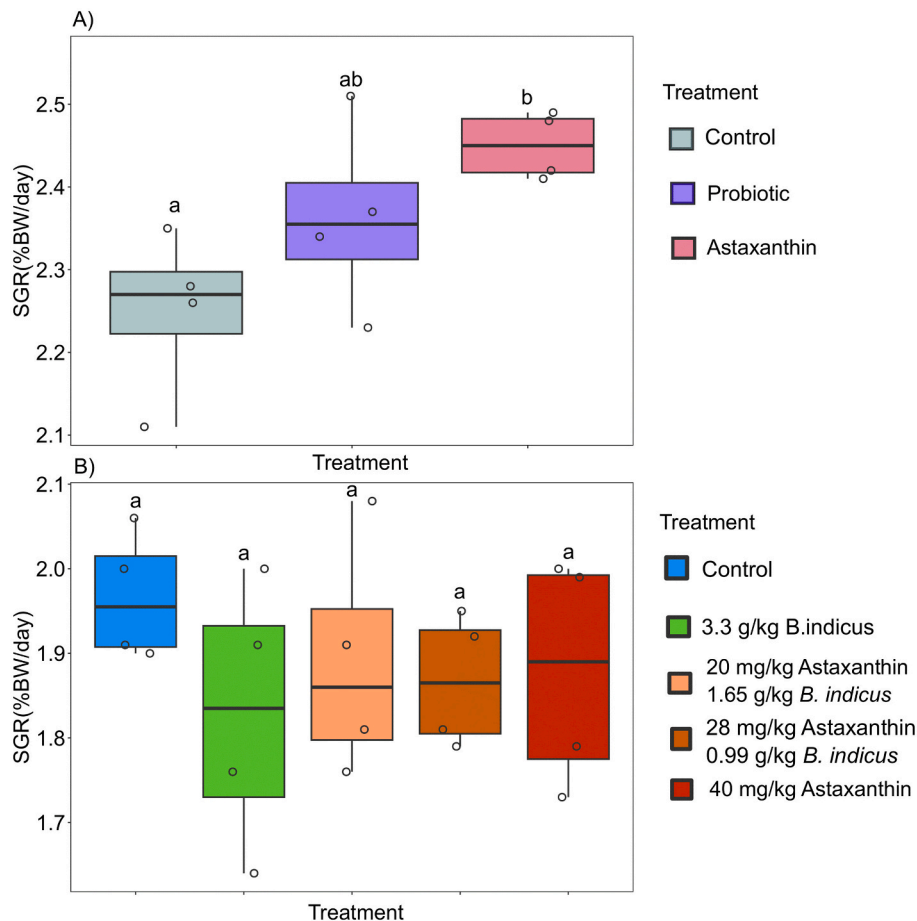 A)
SGR(%BW/day)
2.5
2.4
2.3
2.2
2.1
a
ab
b
Treatment
Treatment
Control
Probiotic
Astaxanthin
B)
SGR(%BW/day)
2.1
2.0
1.9
1.8
1.7
a
a
a
a
a
Treatment
Treatment
Control
3.3 g/kg B.indicus
20 mg/kg Astaxanthin
1.65 g/kg B. indicus
28 mg/kg Astaxanthin
0.99 g/kg B. indicus
40 mg/kg Astaxanthin